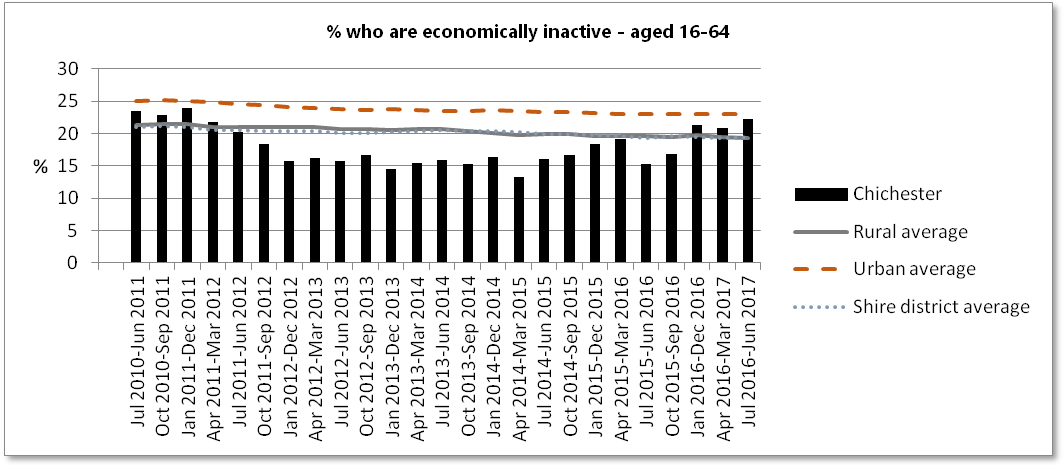 % who are economically inactive - aged 16-64
30
25
20
15
10
5
0
%
Jul 2010-Jun 2011
Oct 2010-Sep 2011
Jan 2011-Dec 2011
Apr 2011-Mar 2012
Jul 2011-Jun 2012
Oct 2011-Sep 2012
Jan 2012-Dec 2012
Apr 2012-Mar 2013
Jul 2012-Jun 2013
Oct 2012-Sep 2013
Jan 2013-Dec 2013
Apr 2013-Mar 2014
Jul 2013-Jun 2014
Oct 2013-Sep 2014
Jan 2014-Dec 2014
Apr 2014-Mar 2015
Jul 2014-Jun 2015
Oct 2014-Sep 2015
Jan 2015-Dec 2015
Apr 2015-Mar 2016
Jul 2015-Jun 2016
Oct 2015-Sep 2016
Jan 2016-Dec 2016
Apr 2016-Mar 2017
Jul 2016-Jun 2017
Chichester
Rural average
Urban average
Shire district average